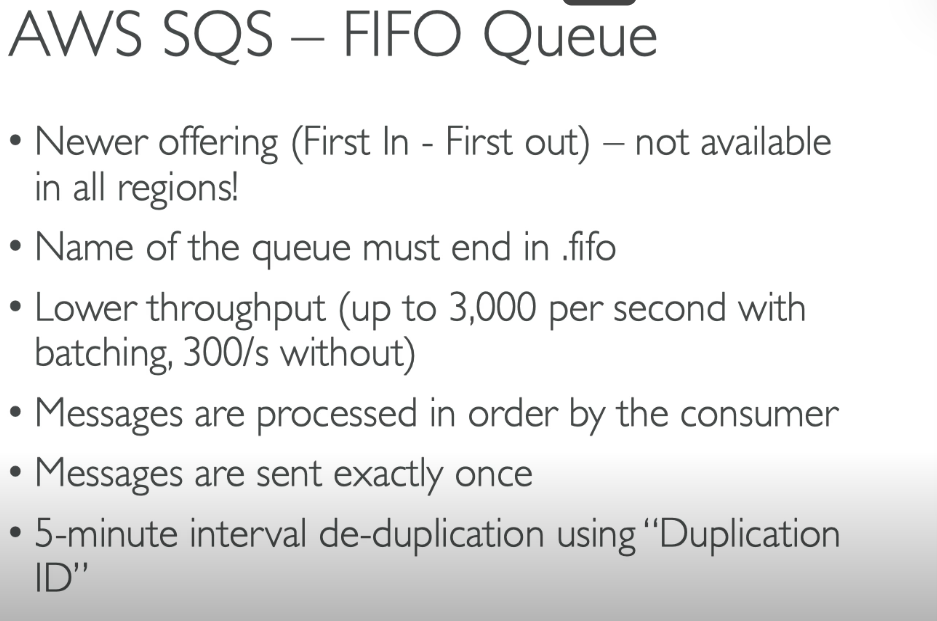 AWS SQS – FIFO Queue
• Newer offering (First In - First out) – not available
in all regions!
• Name of the queue must end in .fifo
• Lower throughput (up to 3,000 per second with
batching, 300/s without)
• Messages are processed in order by the consumer
• Messages are sent exactly once
• 5-minute interval de-duplication using “Duplication
ID”